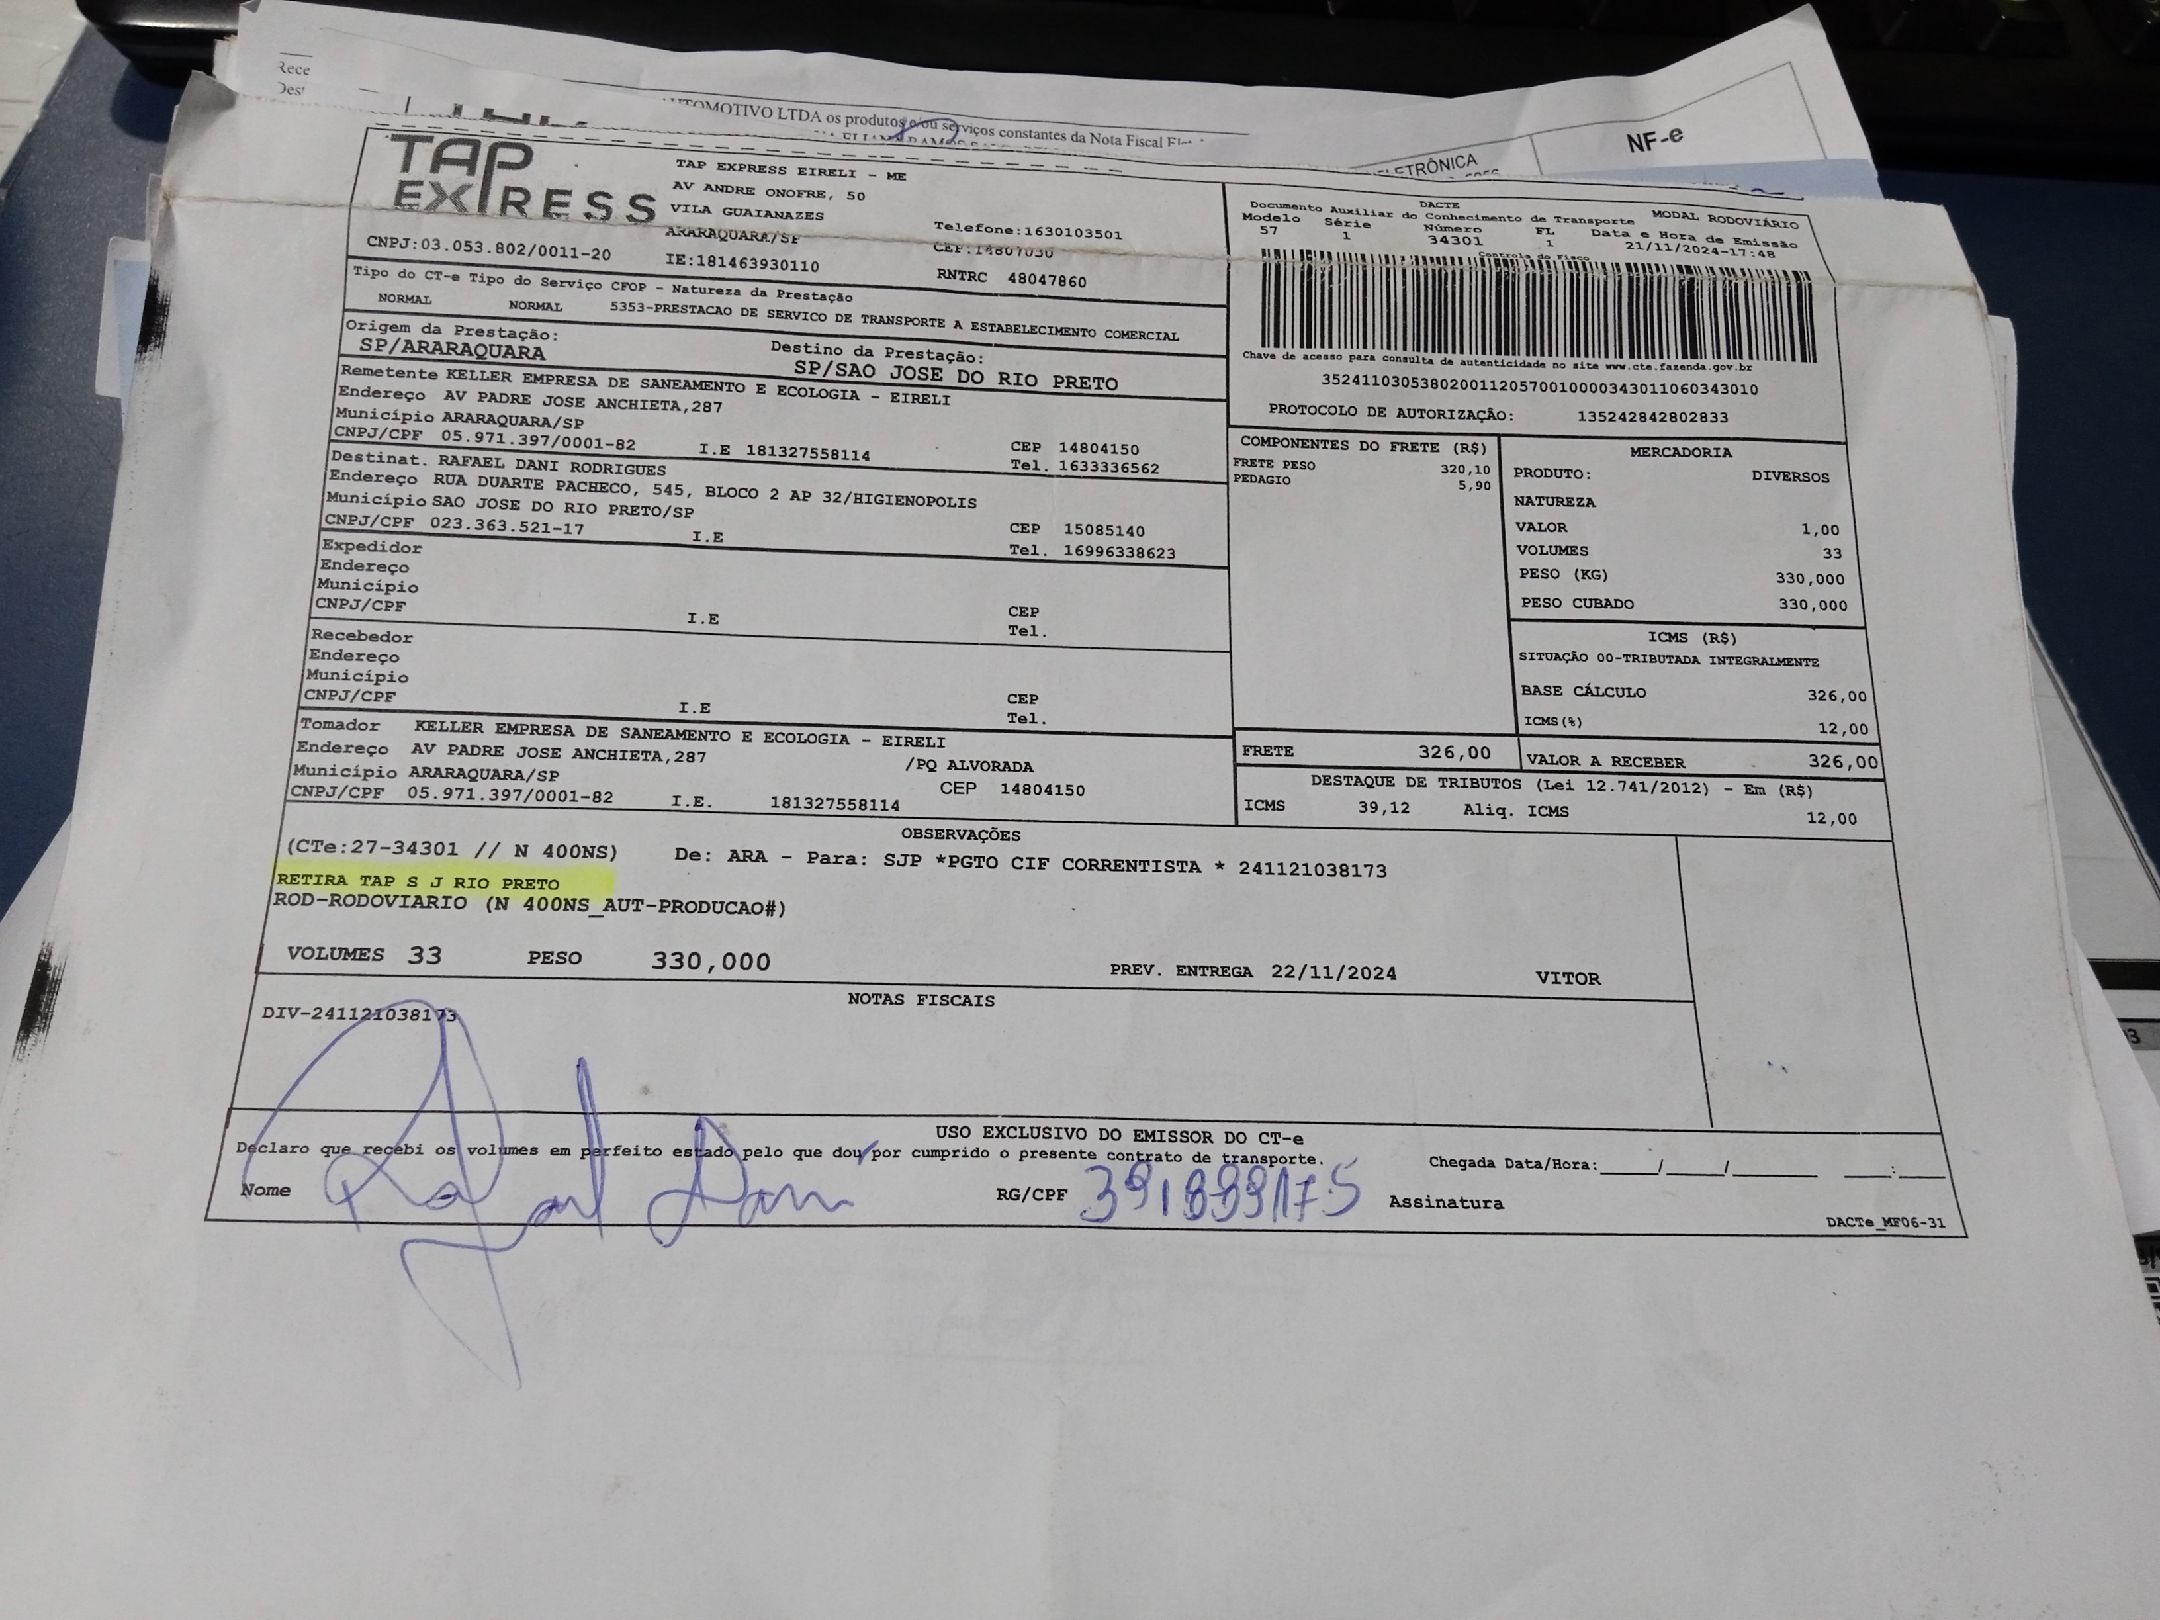 Rece
Dest
UTOMOTIVO LTDA os produtos e/ou serviços constantes da Nota Fiscal
ELETRÔNICA
NF-e
TAP EXPRESS
TAP EXPRESS EIRELI - ME
AV ANDRE ONOFRE, 50
VILA GUAIANAZES
Telefone:1630103501
ARARAQUARA/SP
CEP:14807030
CNPJ:03.053.802/0011-20
IE:181463930110
RNTRC 48047860
DACTE
MODAL RODOVIÁRIO
Documento Auxiliar do Conhecimento de Transporte
Modelo Série Número FL Data e Hora de Emissão
57 1 34301 1 21/11/2024-17:48
Controle do Fisco
Chave de acesso para consulta de autenticidade no site www.cte.fazenda.gov.br
35241103053802001120570010000343011060343010
PROTOCOLO DE AUTORIZAÇÃO: 135242842802833
Tipo do CT-e Tipo do Serviço CFOP - Natureza da Prestação
NORMAL NORMAL 5353-PRESTACAO DE SERVICO DE TRANSPORTE A ESTABELECIMENTO COMERCIAL
Origem da Prestação: Destino da Prestação:
SP/ARARAQUARA SP/SAO JOSE DO RIO PRETO
Remetente KELLER EMPRESA DE SANEAMENTO E ECOLOGIA - EIRELI
Endereço AV PADRE JOSE ANCHIETA,287
Município ARARAQUARA/SP CEP 14804150
CNPJ/CPF 05.971.397/0001-82 I.E 181327558114 Tel. 1633336562
Destinat. RAFAEL DANI RODRIGUES
Endereço RUA DUARTE PACHECO, 545, BLOCO 2 AP 32/HIGIENOPOLIS
Município SAO JOSE DO RIO PRETO/SP CEP 15085140
CNPJ/CPF 023.363.521-17 I.E Tel. 16996338623
Expedidor
Endereço
Município CEP
CNPJ/CPF I.E Tel.
Recebedor
Endereço
Município CEP
CNPJ/CPF I.E Tel.
Tomador KELLER EMPRESA DE SANEAMENTO E ECOLOGIA - EIRELI
Endereço AV PADRE JOSE ANCHIETA,287 /PQ ALVORADA
Município ARARAQUARA/SP CEP 14804150
CNPJ/CPF 05.971.397/0001-82 I.E. 181327558114
COMPONENTES DO FRETE (R$)
FRETE PESO 320,10
PEDAGIO 5,90
MERCADORIA
PRODUTO: DIVERSOS
NATUREZA
VALOR 1,00
VOLUMES 33
PESO (KG) 330,000
PESO CUBADO 330,000
ICMS (R$)
SITUAÇÃO 00-TRIBUTADA INTEGRALMENTE
BASE CÁLCULO 326,00
ICMS(%) 12,00
FRETE 326,00 VALOR A RECEBER 326,00
DESTAQUE DE TRIBUTOS (Lei 12.741/2012) - Em (R$)
ICMS 39,12 Aliq. ICMS 12,00
OBSERVAÇÕES
(CTe:27-34301 // N 400NS) De: ARA - Para: SJP *PGTO CIF CORRENTISTA * 241121038173
RETIRA TAP S J RIO PRETO
ROD-RODOVIARIO (N 400NS_AUT-PRODUCAO#)
VOLUMES 33 PESO 330,000 PREV. ENTREGA 22/11/2024 VITOR
NOTAS FISCAIS
DIV-241121038173
USO EXCLUSIVO DO EMISSOR DO CT-e
Declaro que recebi os volumes em perfeito estado pelo que dou por cumprido o presente contrato de transporte. Chegada Data/Hora:____/____/______ ___:___
Nome Rafael Dani RG/CPF 391899175 Assinatura
DACTe_MF06-31